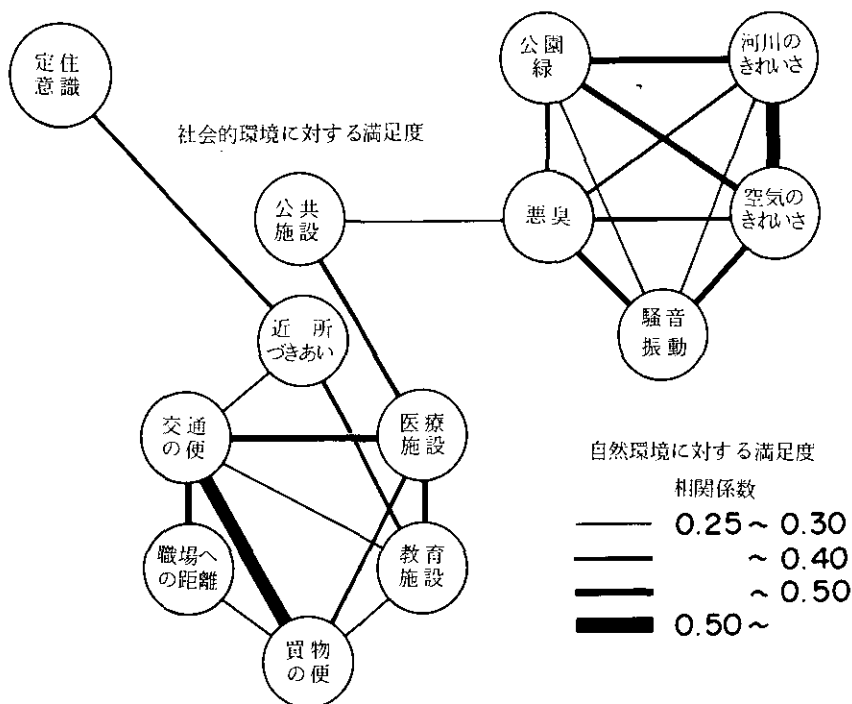 定住
意識
社会的環境に対する満足度
公園
緑
河川の
きれいさ
公共
施設
悪臭
空気の
きれいさ
騒音
振動
近所
づきあい
交通
の便
医療
施設
職場へ
の距離
教育
施設
買物
の便
自然環境に対する満足度
相関係数
0.25～0.30
～0.40
～0.50
0.50～